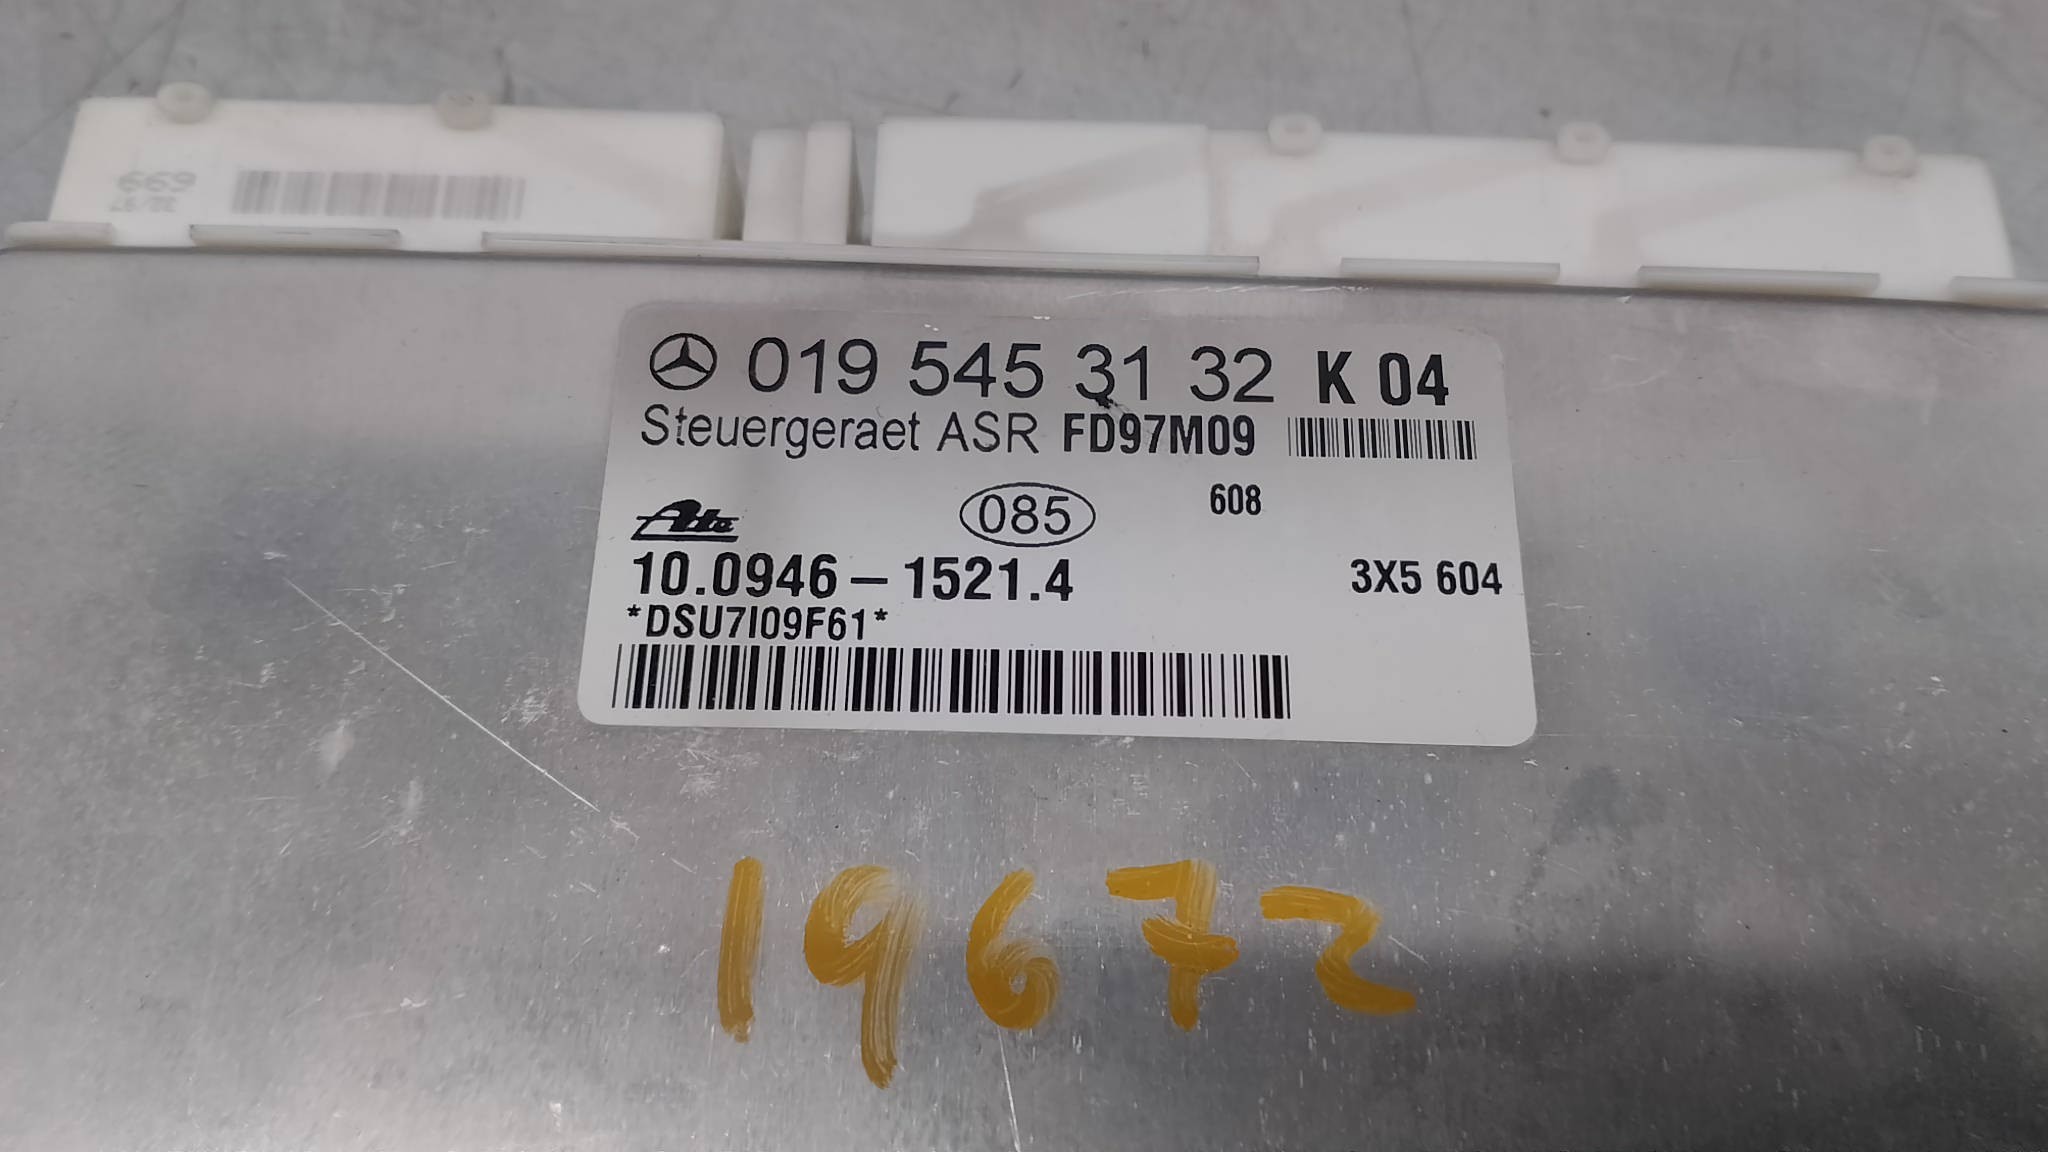 669
019 545 31 32 K 04
Steuergeraet ASR FD97M09
Ate 085 608
10.0946-1521.4 3X5 604
*DSU7I09F61*
19672